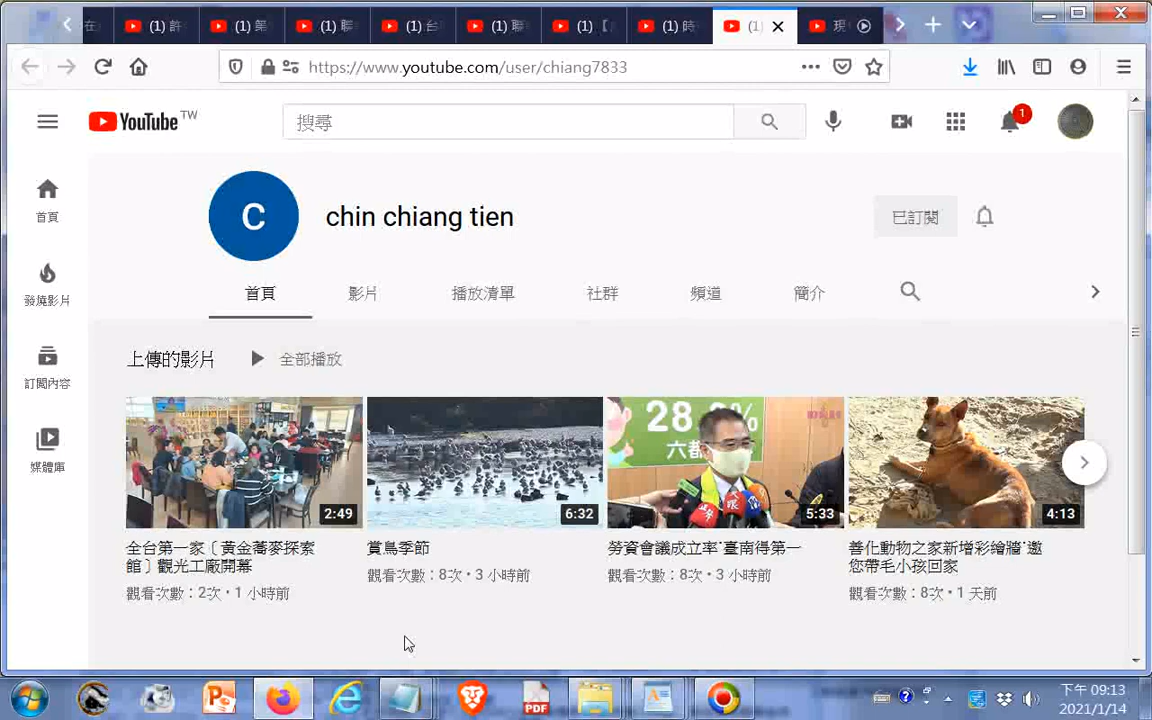 在
(1) 許
(1) 第
(1) 聯
(1) 台
(1) 聯
(1) 【
(1) 時
(1)
現
https://www.youtube.com/user/chiang7833
YouTube TW
搜尋
1
首頁
發燒影片
訂閱內容
媒體庫
C
chin chiang tien
已訂閱
首頁
影片
播放清單
社群
頻道
簡介
上傳的影片
全部播放
2:49
6:32
28.
%
六都
5:33
4:13
全台第一家〔黃金蕎麥探索
館〕觀光工廠開幕
觀看次數：2次・1 小時前
賞鳥季節
觀看次數：8次・3 小時前
勞資會議成立率˙臺南得第一
觀看次數：8次・3 小時前
善化動物之家新增彩繪牆˙邀
您帶毛小孩回家
觀看次數：8次・1 天前
PDF
下午 09:13
2021/1/14